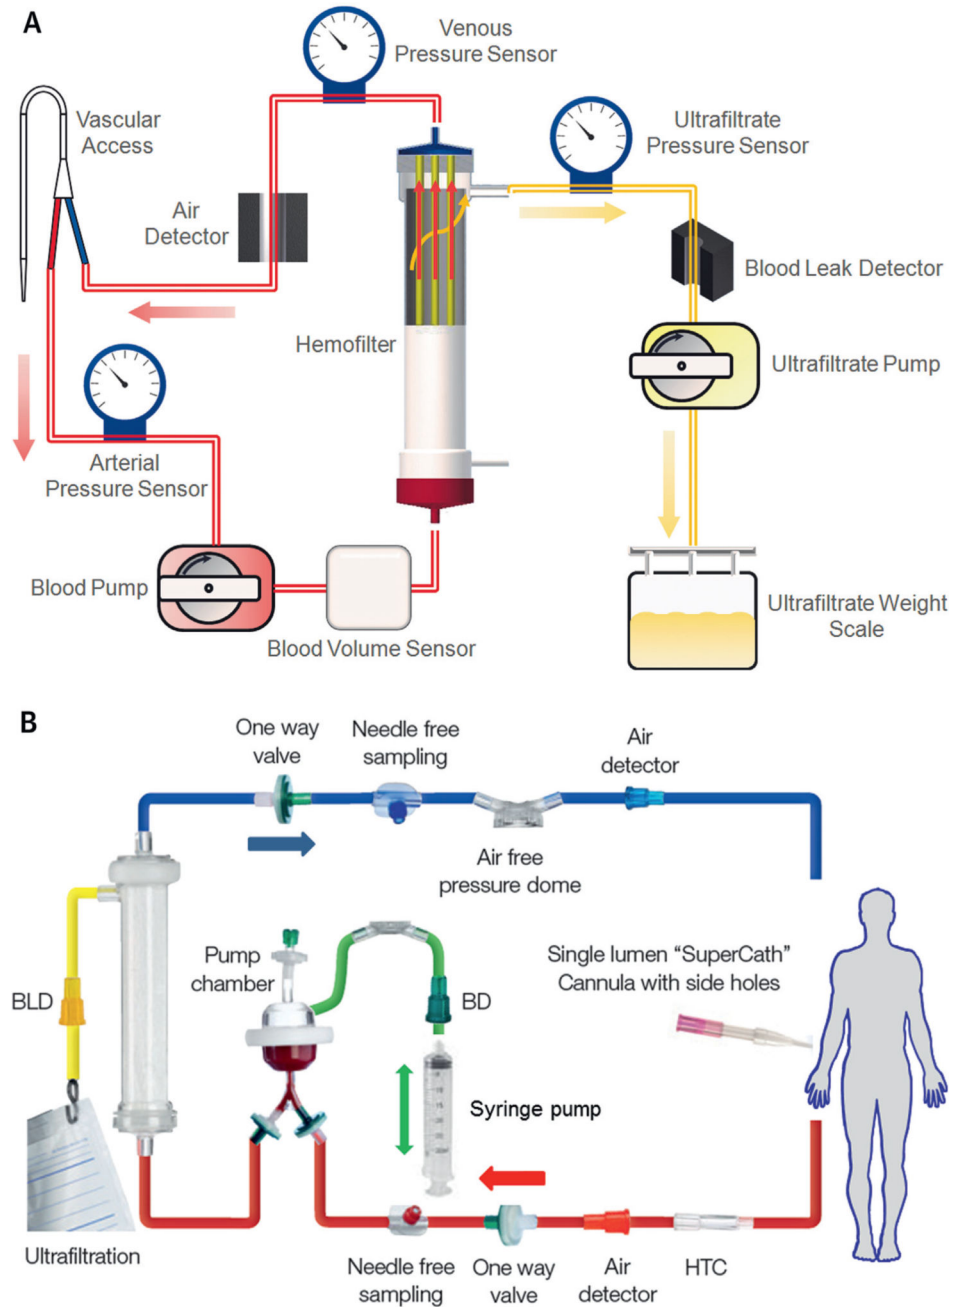 A
Venous
Pressure Sensor
Vascular
Access
Ultrafiltrate
Pressure Sensor
Air
Detector
Blood Leak Detector
Hemofilter
Ultrafiltrate Pump
Arterial
Pressure Sensor
Blood Pump
Ultrafiltrate Weight
Scale
Blood Volume Sensor
B
One way
valve
Needle free
sampling
Air
detector
Air free
pressure dome
Pump
chamber
Single lumen “SuperCath”
Cannula with side holes
BLD
BD
Syringe pump
Ultrafiltration
Needle free
sampling
One way
valve
Air
detector
HTC